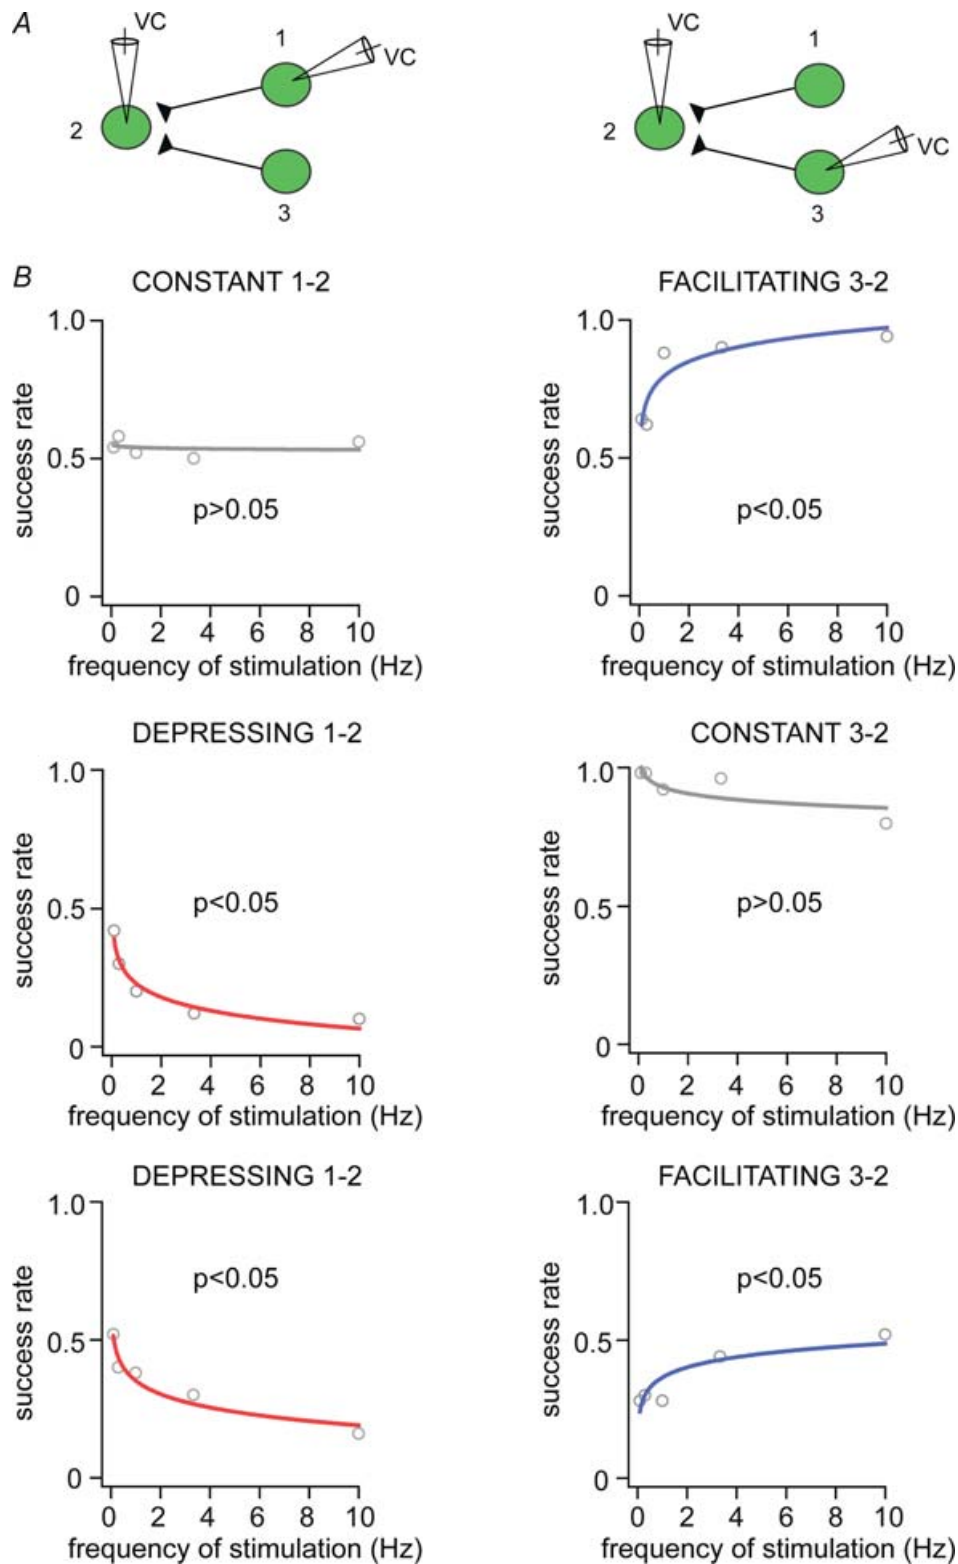 A
VC
1
VC
2
3
VC
1
2
VC
3
B
CONSTANT 1-2
1.0
0.5
0
success rate
p>0.05
0 2 4 6 8 10
frequency of stimulation (Hz)
FACILITATING 3-2
1.0
0.5
0
success rate
p<0.05
0 2 4 6 8 10
frequency of stimulation (Hz)
DEPRESSING 1-2
1.0
0.5
0
success rate
p<0.05
0 2 4 6 8 10
frequency of stimulation (Hz)
CONSTANT 3-2
1.0
0.5
0
success rate
p>0.05
0 2 4 6 8 10
frequency of stimulation (Hz)
DEPRESSING 1-2
1.0
0.5
0
success rate
p<0.05
0 2 4 6 8 10
frequency of stimulation (Hz)
FACILITATING 3-2
1.0
0.5
0
success rate
p<0.05
0 2 4 6 8 10
frequency of stimulation (Hz)